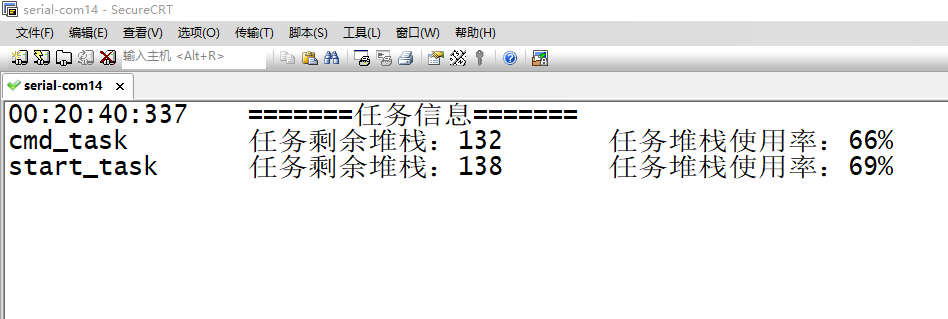 serial-com14 - SecureCRT
文件(F) 编辑(E) 查看(V) 选项(O) 传输(T) 脚本(S) 工具(L) 窗口(W) 帮助(H)
输入主机 <Alt+R>
serial-com14 ×
00:20:40:337 =======任务信息=======
cmd_task 任务剩余堆栈：132 任务堆栈使用率：66%
start_task 任务剩余堆栈：138 任务堆栈使用率：69%